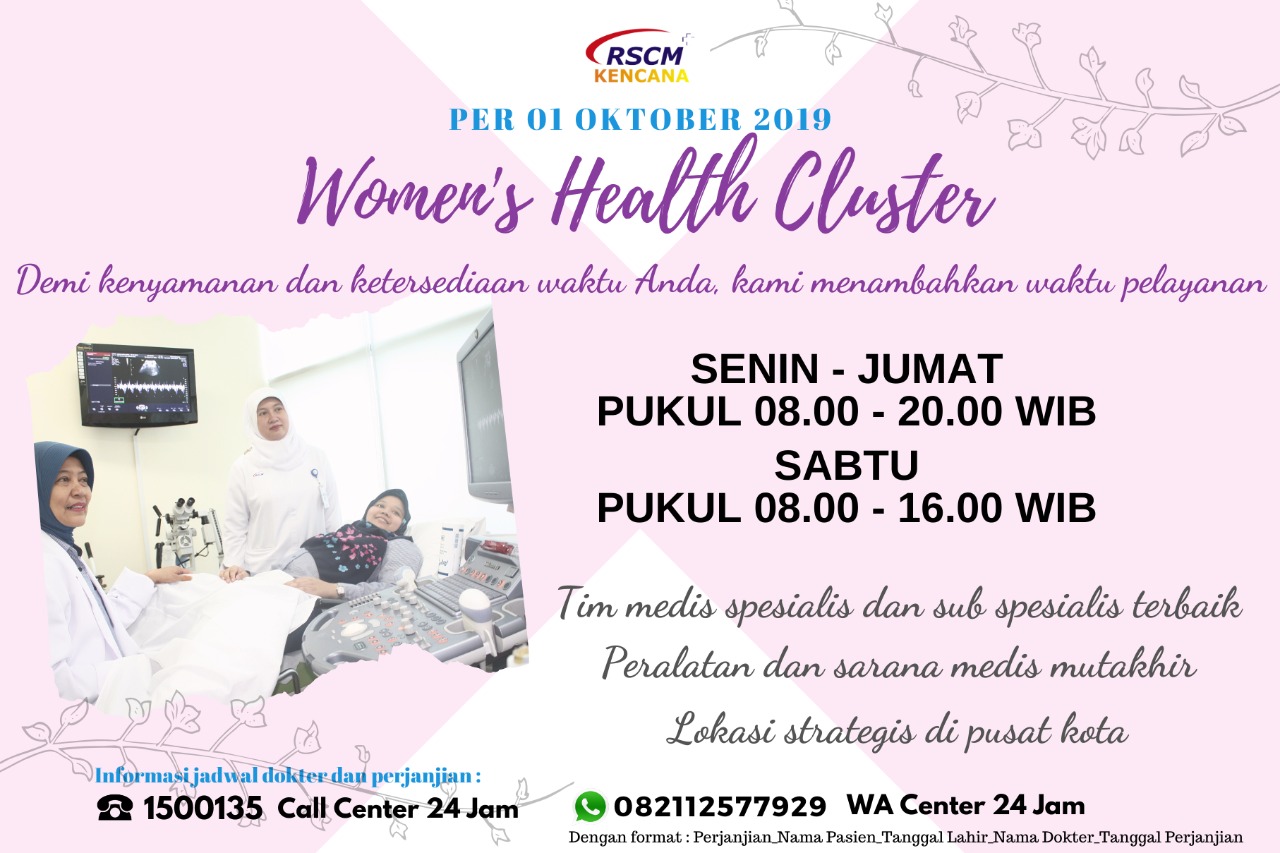 RSCM
KENCANA
PER 01 OKTOBER 2019
Women's Health Cluster
Demi kenyamanan dan ketersediaan waktu Anda, kami menambahkan waktu pelayanan
SENIN - JUMAT
PUKUL 08.00 - 20.00 WIB
SABTU
PUKUL 08.00 - 16.00 WIB
Tim medis spesialis dan sub spesialis terbaik
Peralatan dan sarana medis mutakhir
Lokasi strategis di pusat kota
Informasi jadwal dokter dan perjanjian :
1500135 Call Center 24 Jam
082112577929 WA Center 24 Jam
Dengan format : Perjanjian_Nama Pasien_Tanggal Lahir_Nama Dokter_Tanggal Perjanjian